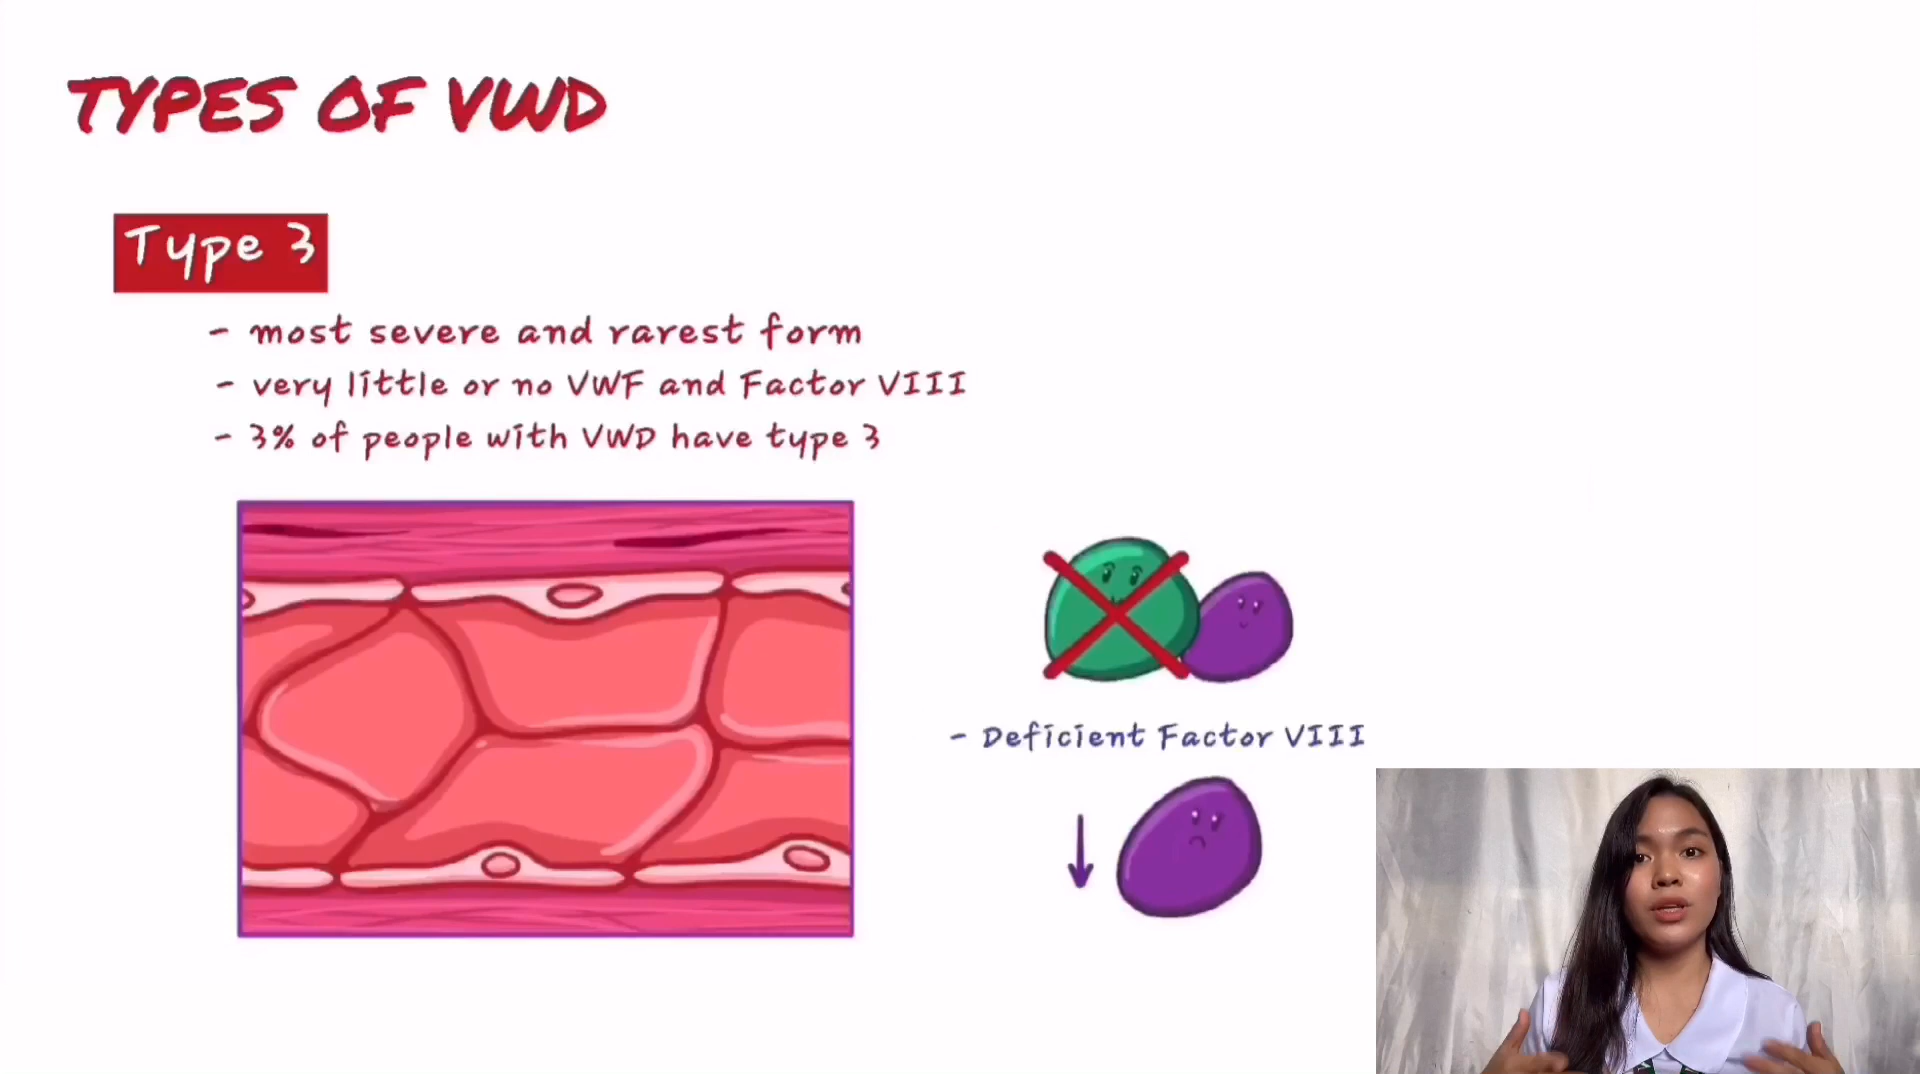 TYPES OF VWD
Type 3
- most severe and rarest form
- very little or no VWF and Factor VIII
- 3% of people with VWD have type 3
- Deficient Factor VIII